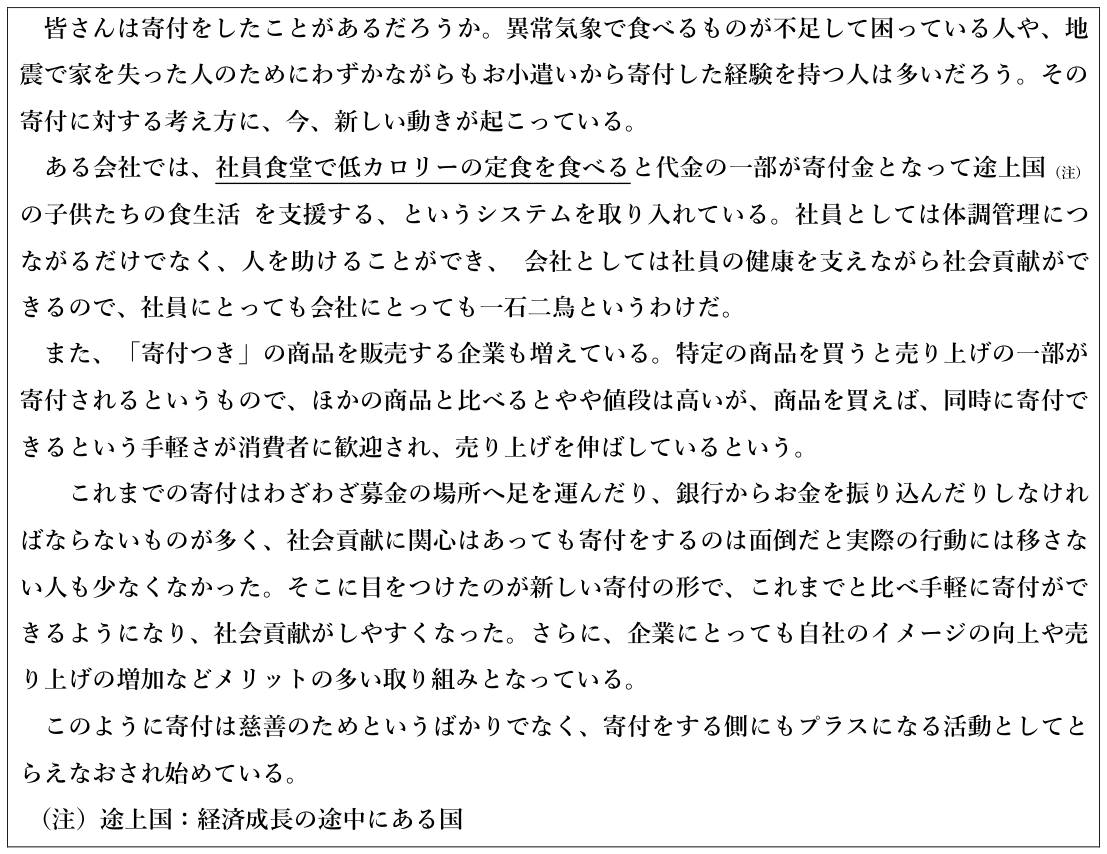 皆さんは寄付をしたことがあるだろうか。異常気象で食べるものが不足して困っている人や、地
震で家を失った人のためにわずかながらもお小遣いから寄付した経験を持つ人は多いだろう。その
寄付に対する考え方に、今、新しい動きが起こっている。
ある会社では、社員食堂で低カロリーの定食を食べると代金の一部が寄付金となって途上国（注）
の子供たちの食生活 を支援する、というシステムを取り入れている。社員としては体調管理につ
ながるだけでなく、人を助けることができ、 会社としては社員の健康を支えながら社会貢献がで
きるので、社員にとっても会社にとっても一石二鳥というわけだ。
また、「寄付つき」の商品を販売する企業も増えている。特定の商品を買うと売り上げの一部が
寄付されるというもので、ほかの商品と比べるとやや値段は高いが、商品を買えば、同時に寄付で
きるという手軽さが消費者に歓迎され、売り上げを伸ばしているという。
これまでの寄付はわざわざ募金の場所へ足を運んだり、銀行からお金を振り込んだりしなけれ
ばならないものが多く、社会貢献に関心はあっても寄付をするのは面倒だと実際の行動には移さな
い人も少なくなかった。そこに目をつけたのが新しい寄付の形で、これまでと比べ手軽に寄付がで
きるようになり、社会貢献がしやすくなった。さらに、企業にとっても自社のイメージの向上や売
り上げの増加などメリットの多い取り組みとなっている。
このように寄付は慈善のためというばかりでなく、寄付をする側にもプラスになる活動としてと
らえなおされ始めている。
（注）途上国：経済成長の途中にある国